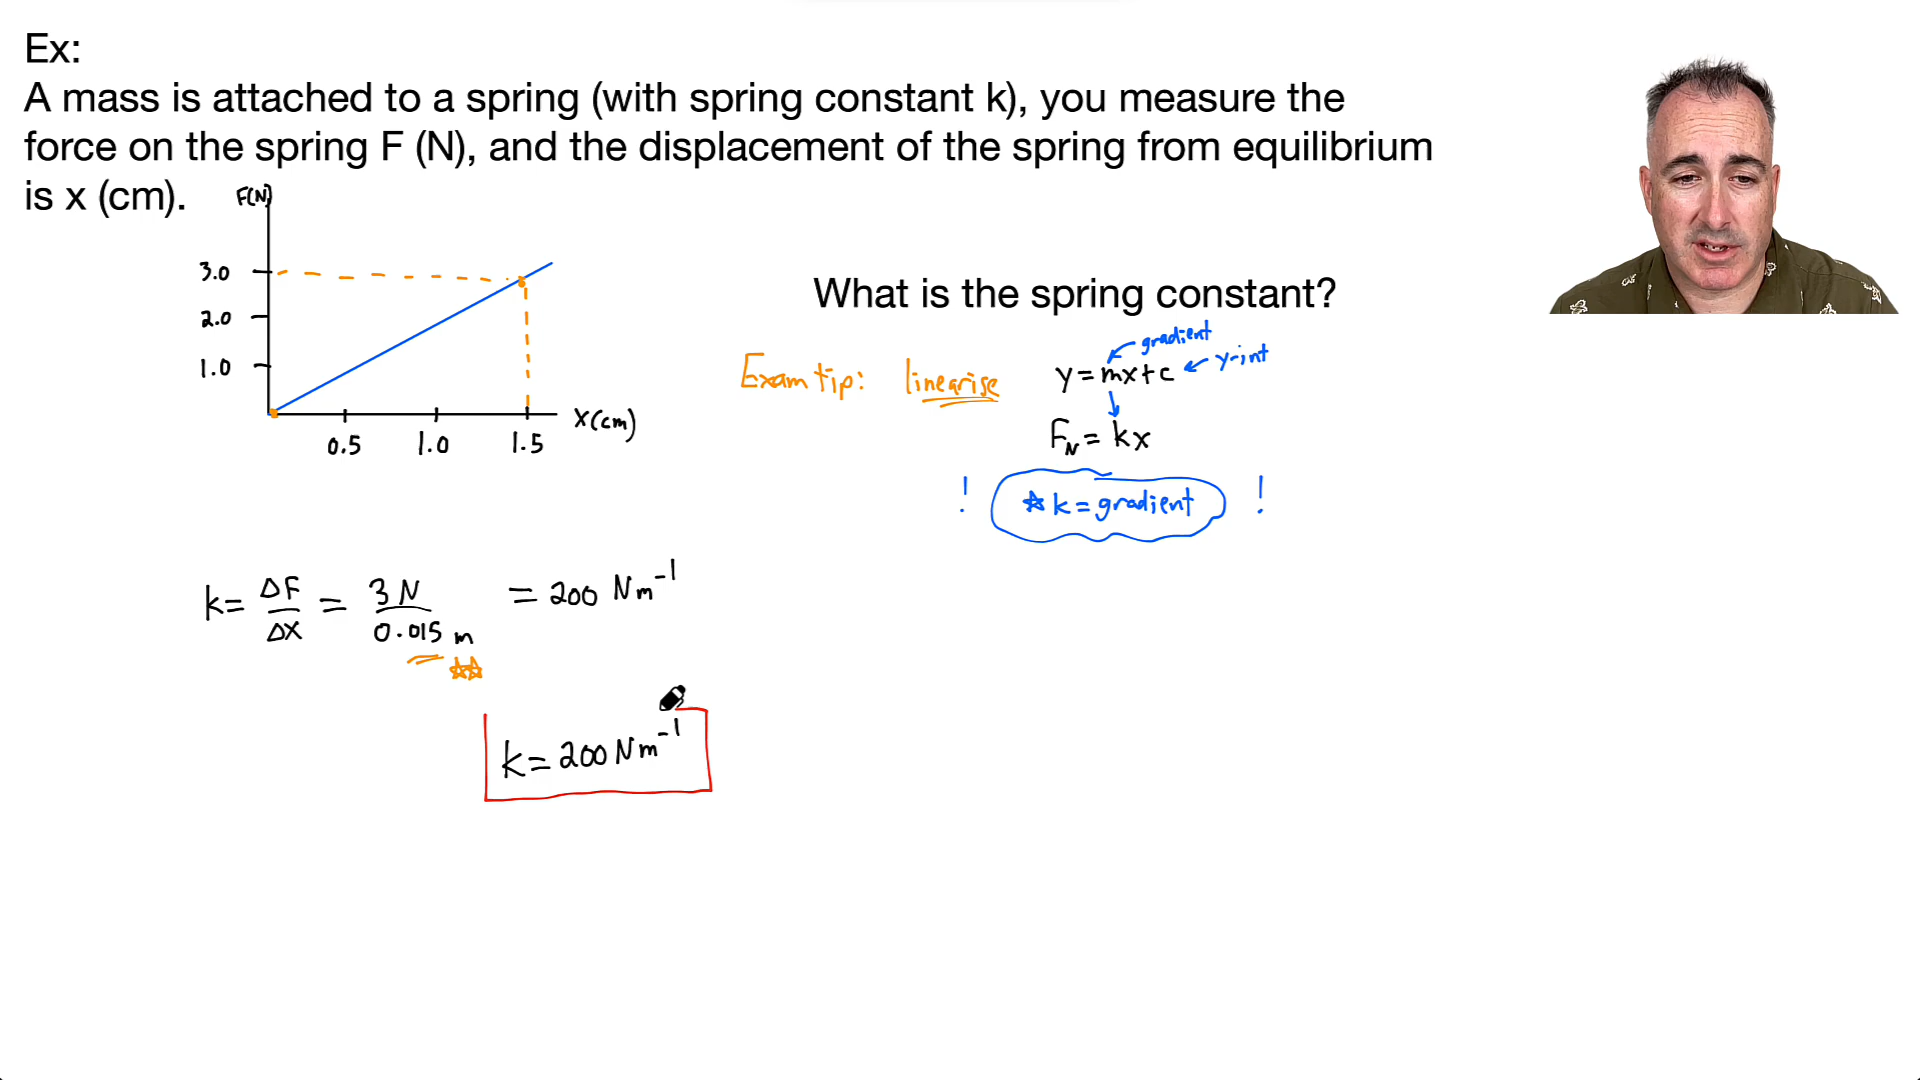 Ex:
A mass is attached to a spring (with spring constant k), you measure the
force on the spring F (N), and the displacement of the spring from equilibrium
is x (cm).
F(N)
3.0
2.0
1.0
0.5 1.0 1.5
X(cm)
What is the spring constant?
Exam tip: linearise
y=mx+c
gradient
y-int
F_N = kx
! ☆ k = gradient !
k = ΔF/ΔX = 3N/0.015 m = 200 Nm⁻¹
☆☆
k = 200 Nm⁻¹